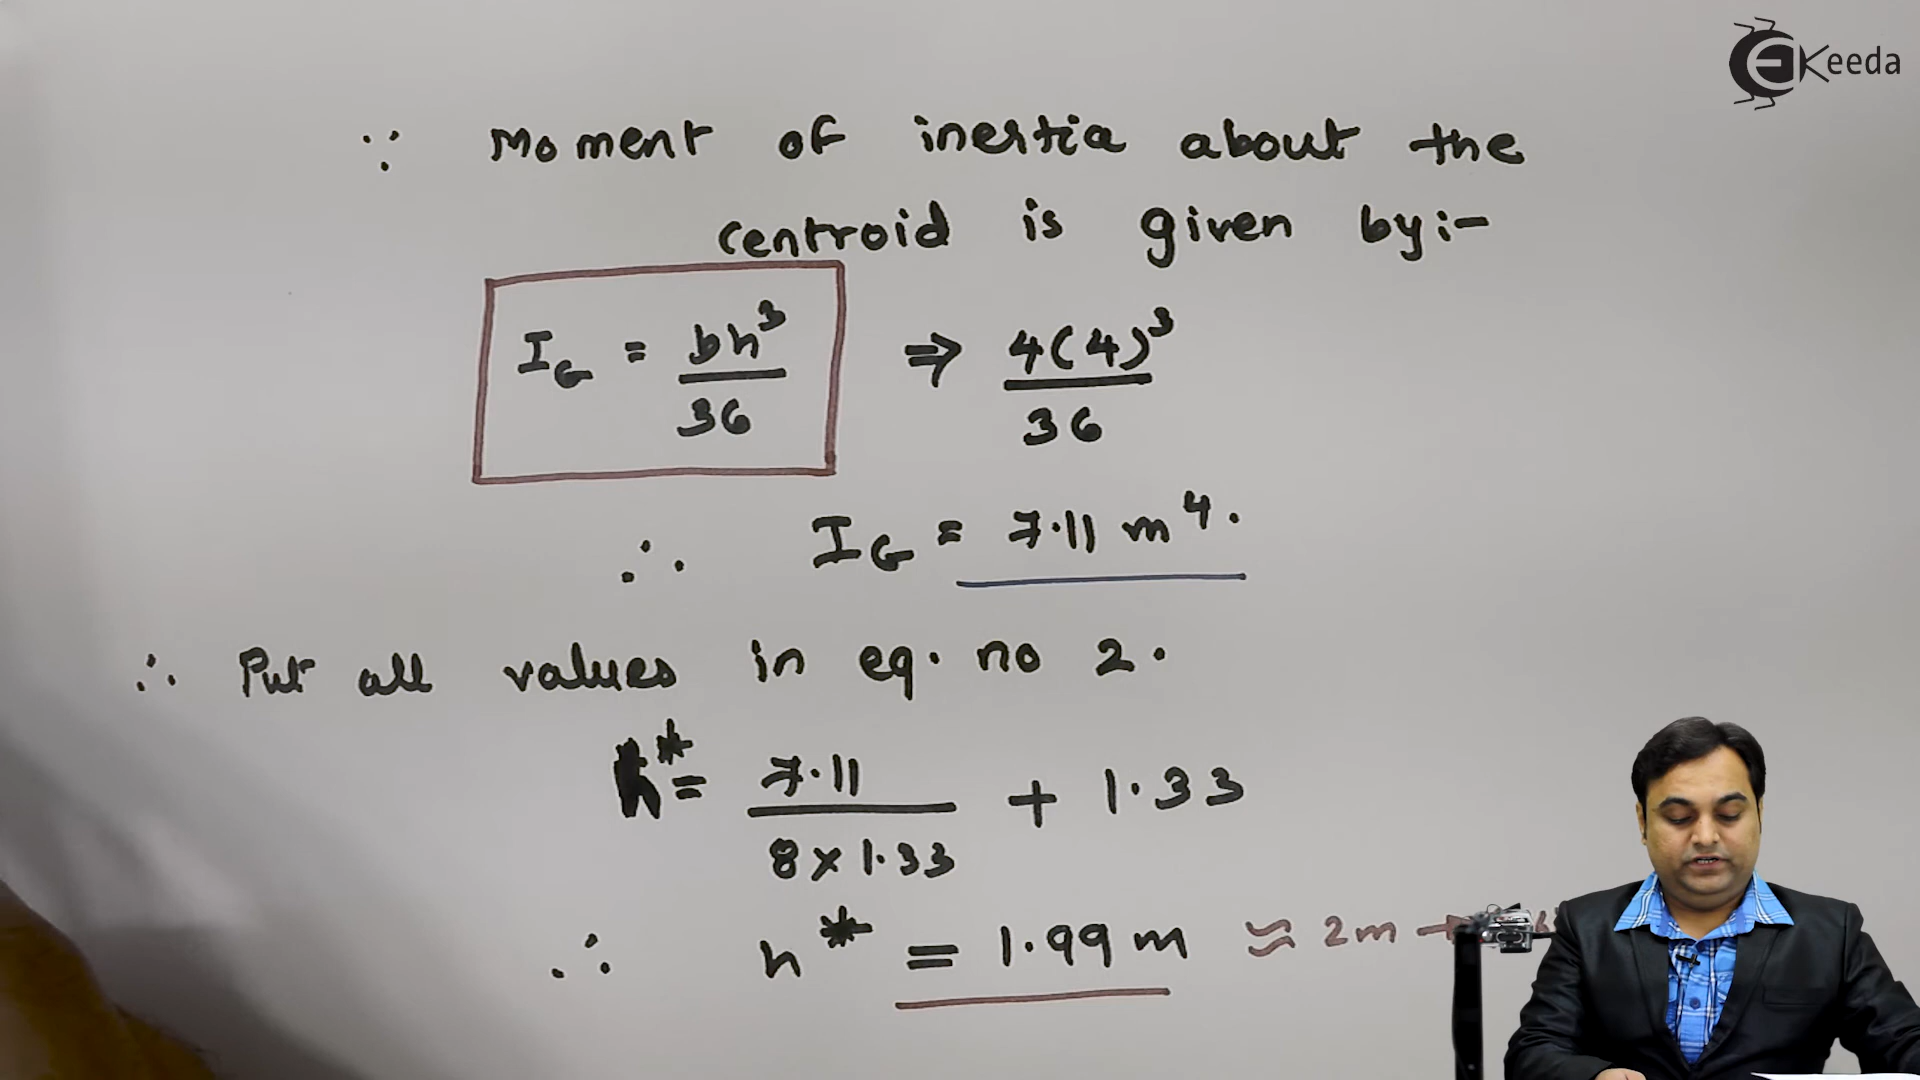 EKeeda
∵ Moment of inertia about the
centroid is given by:-
I_G = bh³/36 ⇒ 4(4)³/36
∴ I_G = 7.11 m⁴.
∴ Put all values in eq. no 2.
h* = 7.11/(8×1.33) + 1.33
∴ h* = 1.99 m ≈ 2m →